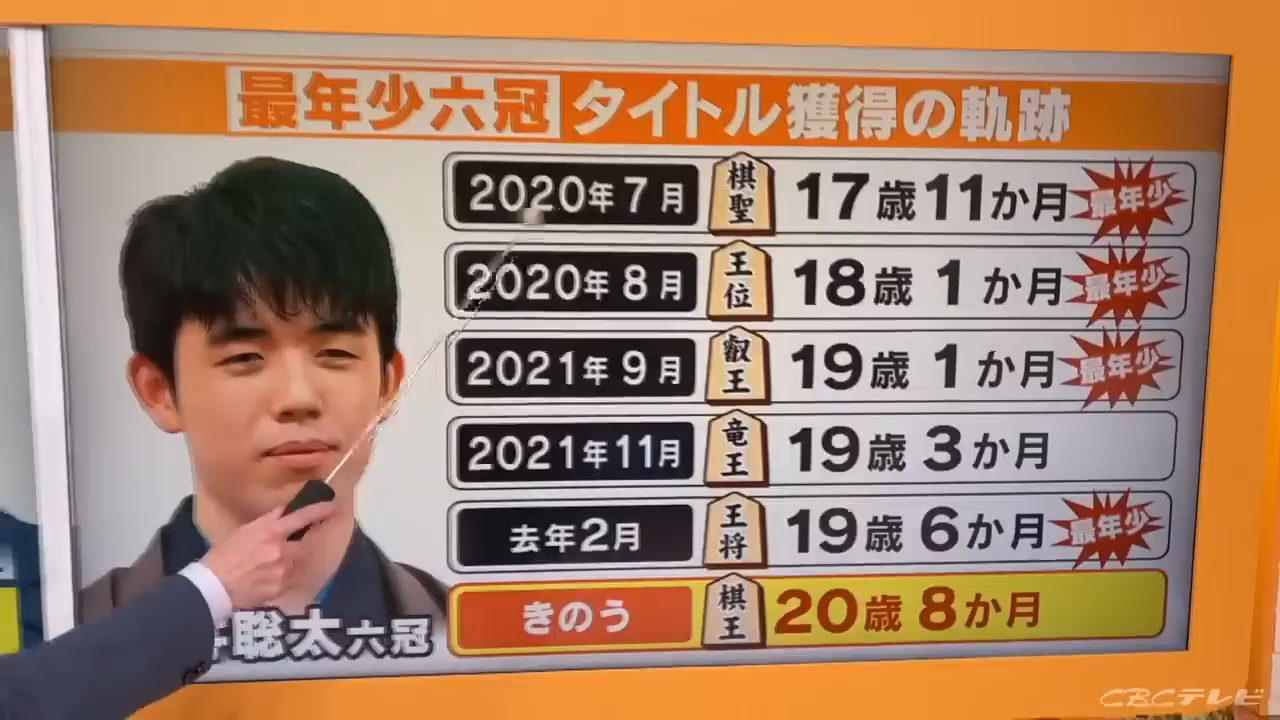 最年少六冠 タイトル獲得の軌跡
2020年7月 棋聖 17歳11か月 最年少
2020年8月 王位 18歳1か月 最年少
2021年9月 叡王 19歳1か月 最年少
2021年11月 竜王 19歳3か月
去年2月 王将 19歳6か月 最年少
きのう 棋王 20歳8か月
聡太六冠
CBCテレビ